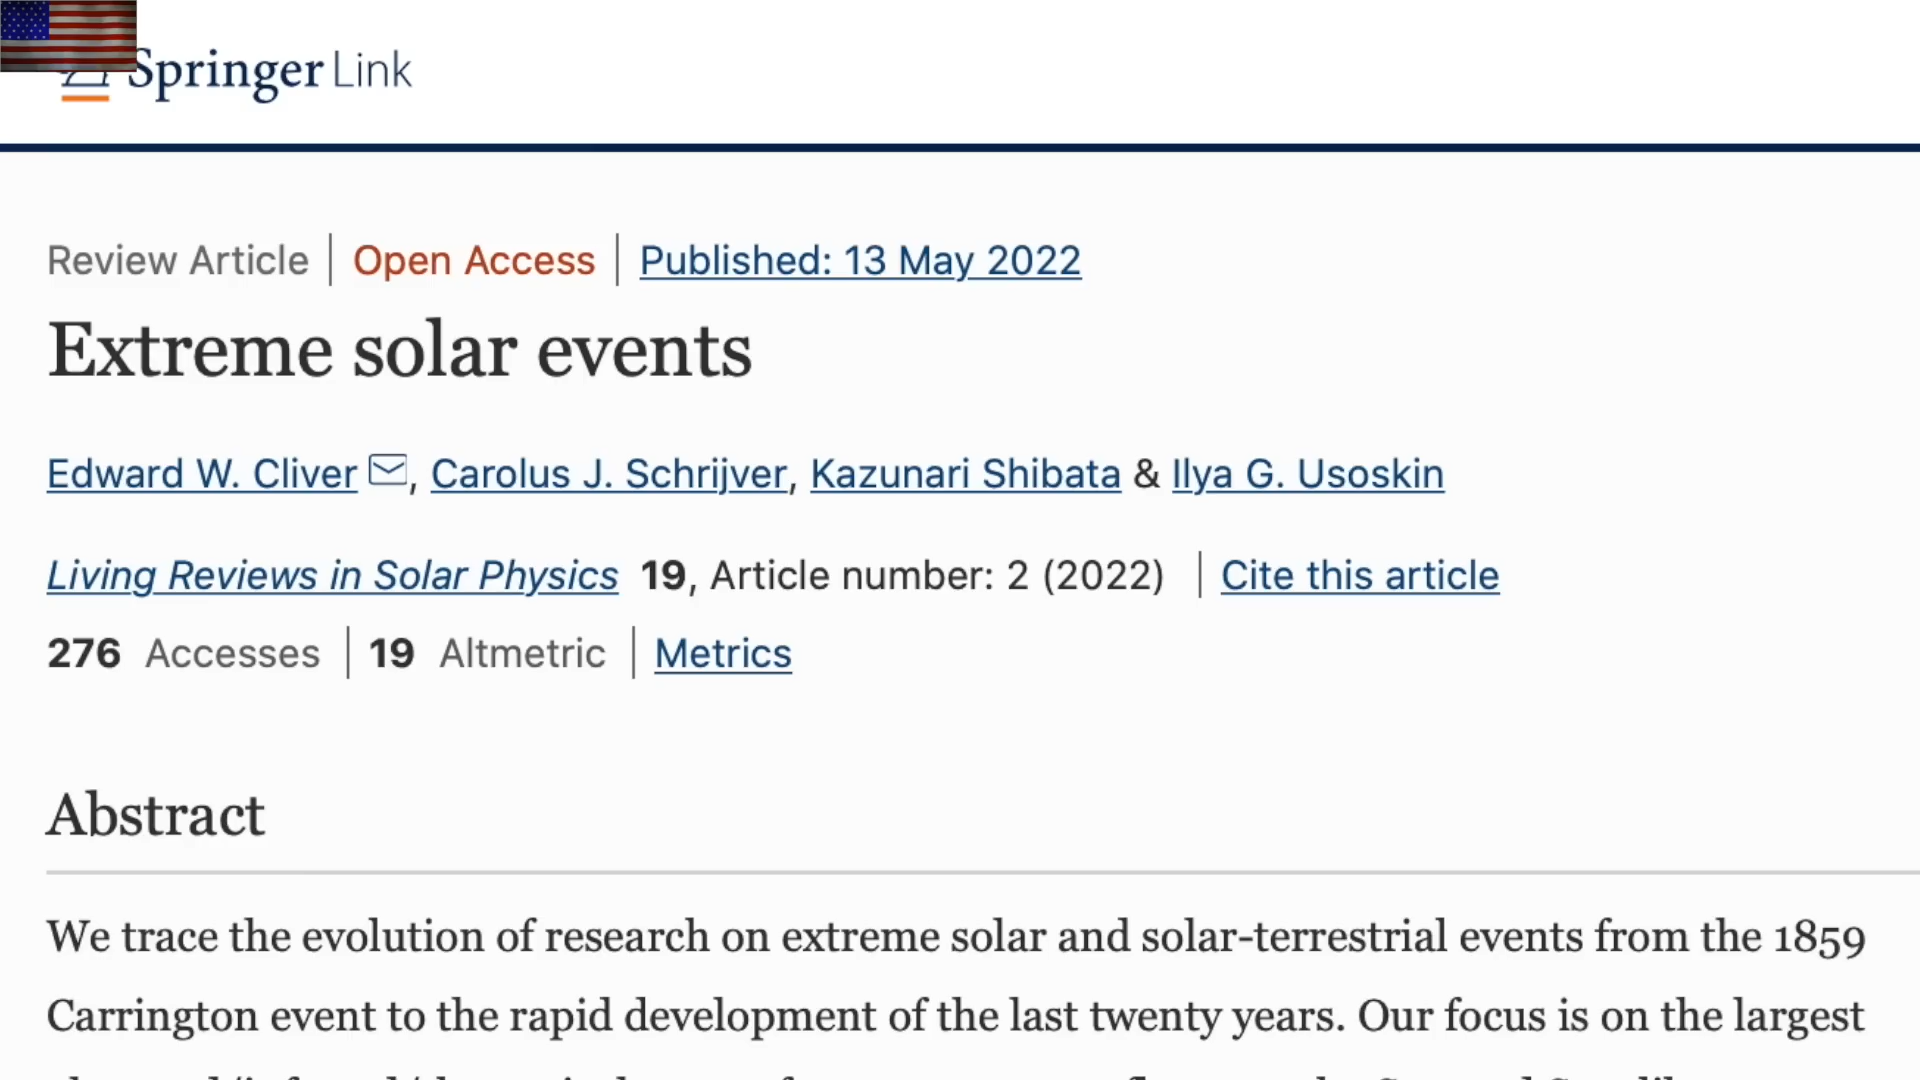 Springer Link
Review Article | Open Access | Published: 13 May 2022
Extreme solar events
Edward W. Cliver, Carolus J. Schrijver, Kazunari Shibata & Ilya G. Usoskin
Living Reviews in Solar Physics 19, Article number: 2 (2022) | Cite this article
276 Accesses | 19 Altmetric | Metrics
Abstract
We trace the evolution of research on extreme solar and solar-terrestrial events from the 1859
Carrington event to the rapid development of the last twenty years. Our focus is on the largest